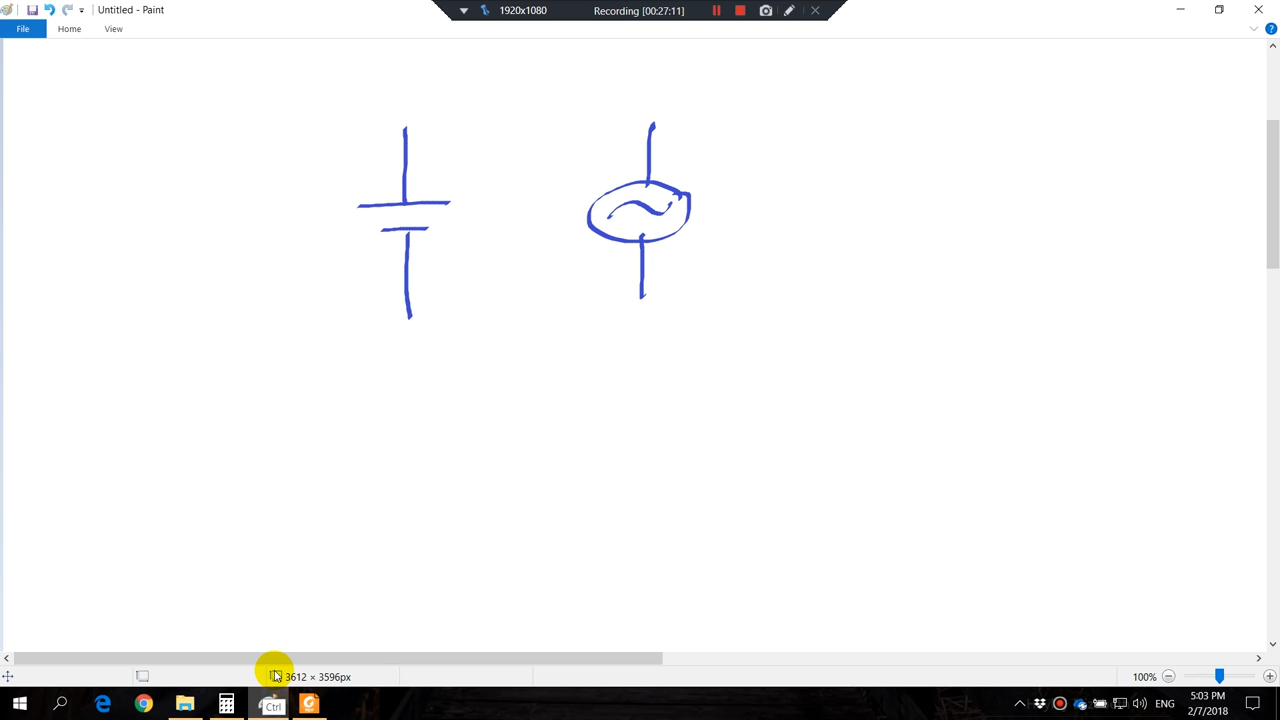 Untitled - Paint
1920x1080
Recording [00:27:11]
File
Home
View
3612 × 3596px
100%
Ctrl
ENG
5:03 PM
2/7/2018